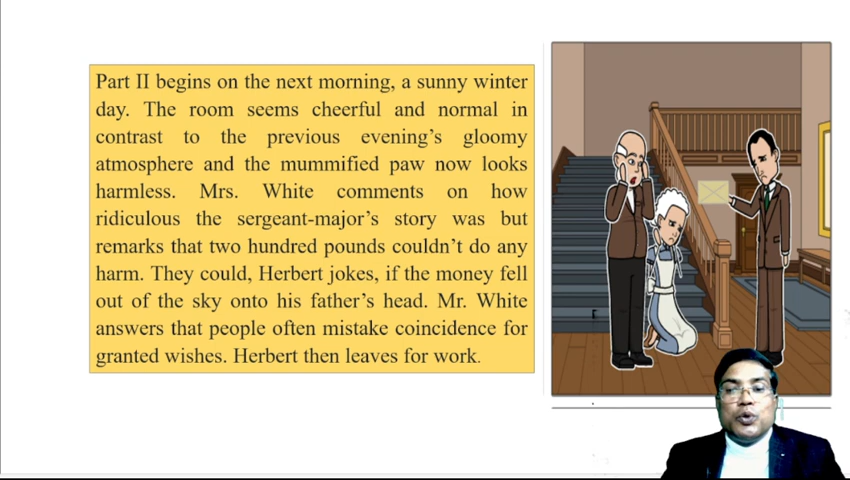 Part II begins on the next morning, a sunny winter
day. The room seems cheerful and normal in
contrast to the previous evening's gloomy
atmosphere and the mummified paw now looks
harmless. Mrs. White comments on how
ridiculous the sergeant-major's story was but
remarks that two hundred pounds couldn't do any
harm. They could, Herbert jokes, if the money fell
out of the sky onto his father's head. Mr. White
answers that people often mistake coincidence for
granted wishes. Herbert then leaves for work.